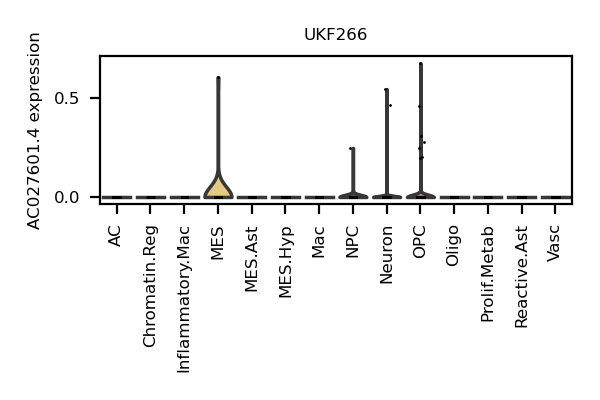 UKF266
AC027601.4 expression
0.5
0.0
AC
Chromatin.Reg
Inflammatory.Mac
MES
MES.Ast
MES.Hyp
Mac
NPC
Neuron
OPC
Oligo
Prolif.Metab
Reactive.Ast
Vasc